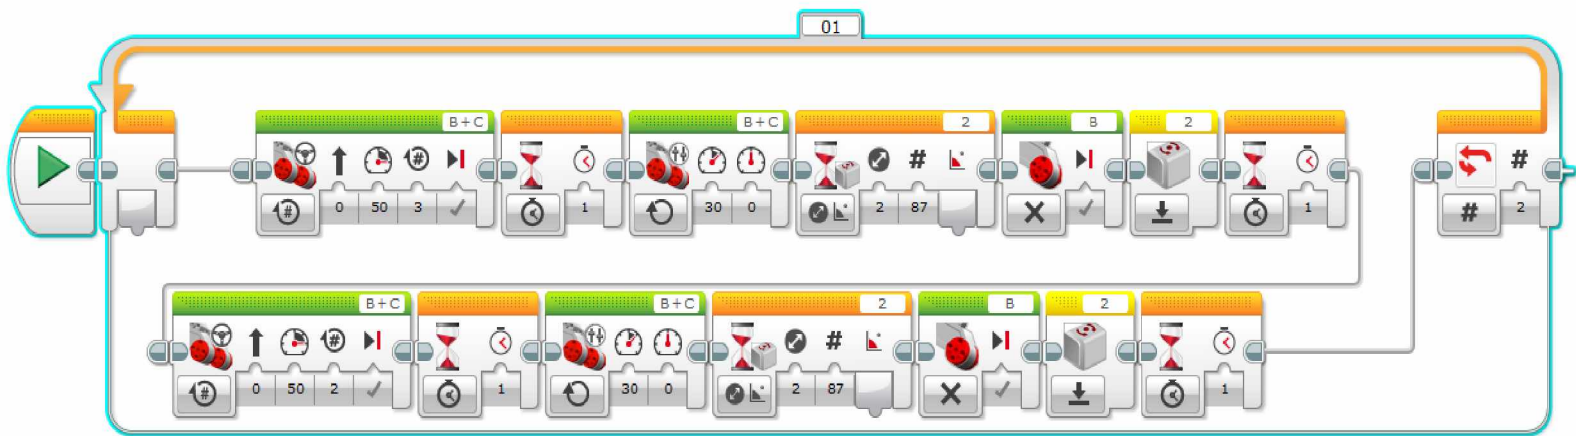 01
B+C B+C 2 B 2
#
# # #
0 50 3 1 30 0 2 87 1 # 2
B+C B+C 2 B 2
# #
# 0 50 2 1 30 0 2 87 1